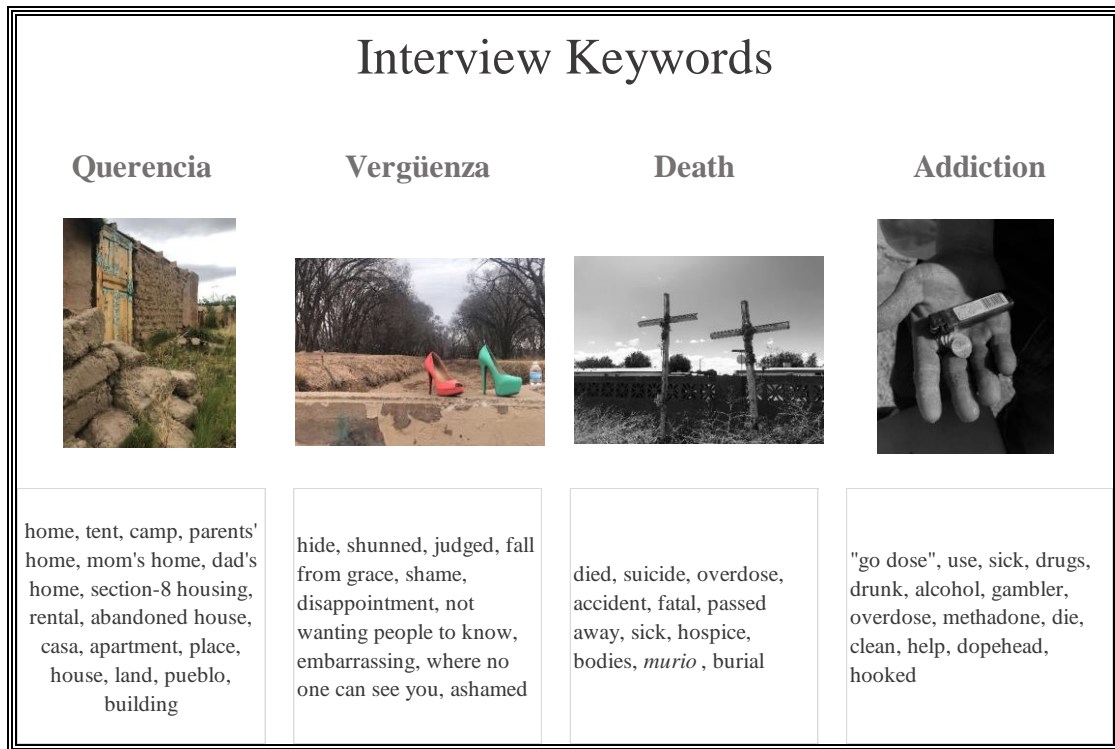 Interview Keywords
Querencia
Vergüenza
Death
Addiction
home, tent, camp, parents'
home, mom's home, dad's
home, section-8 housing,
rental, abandoned house,
casa, apartment, place,
house, land, pueblo,
building
hide, shunned, judged, fall
from grace, shame,
disappointment, not
wanting people to know,
embarrassing, where no
one can see you, ashamed
died, suicide, overdose,
accident, fatal, passed
away, sick, hospice,
bodies, murio , burial
"go dose", use, sick, drugs,
drunk, alcohol, gambler,
overdose, methadone, die,
clean, help, dopehead,
hooked